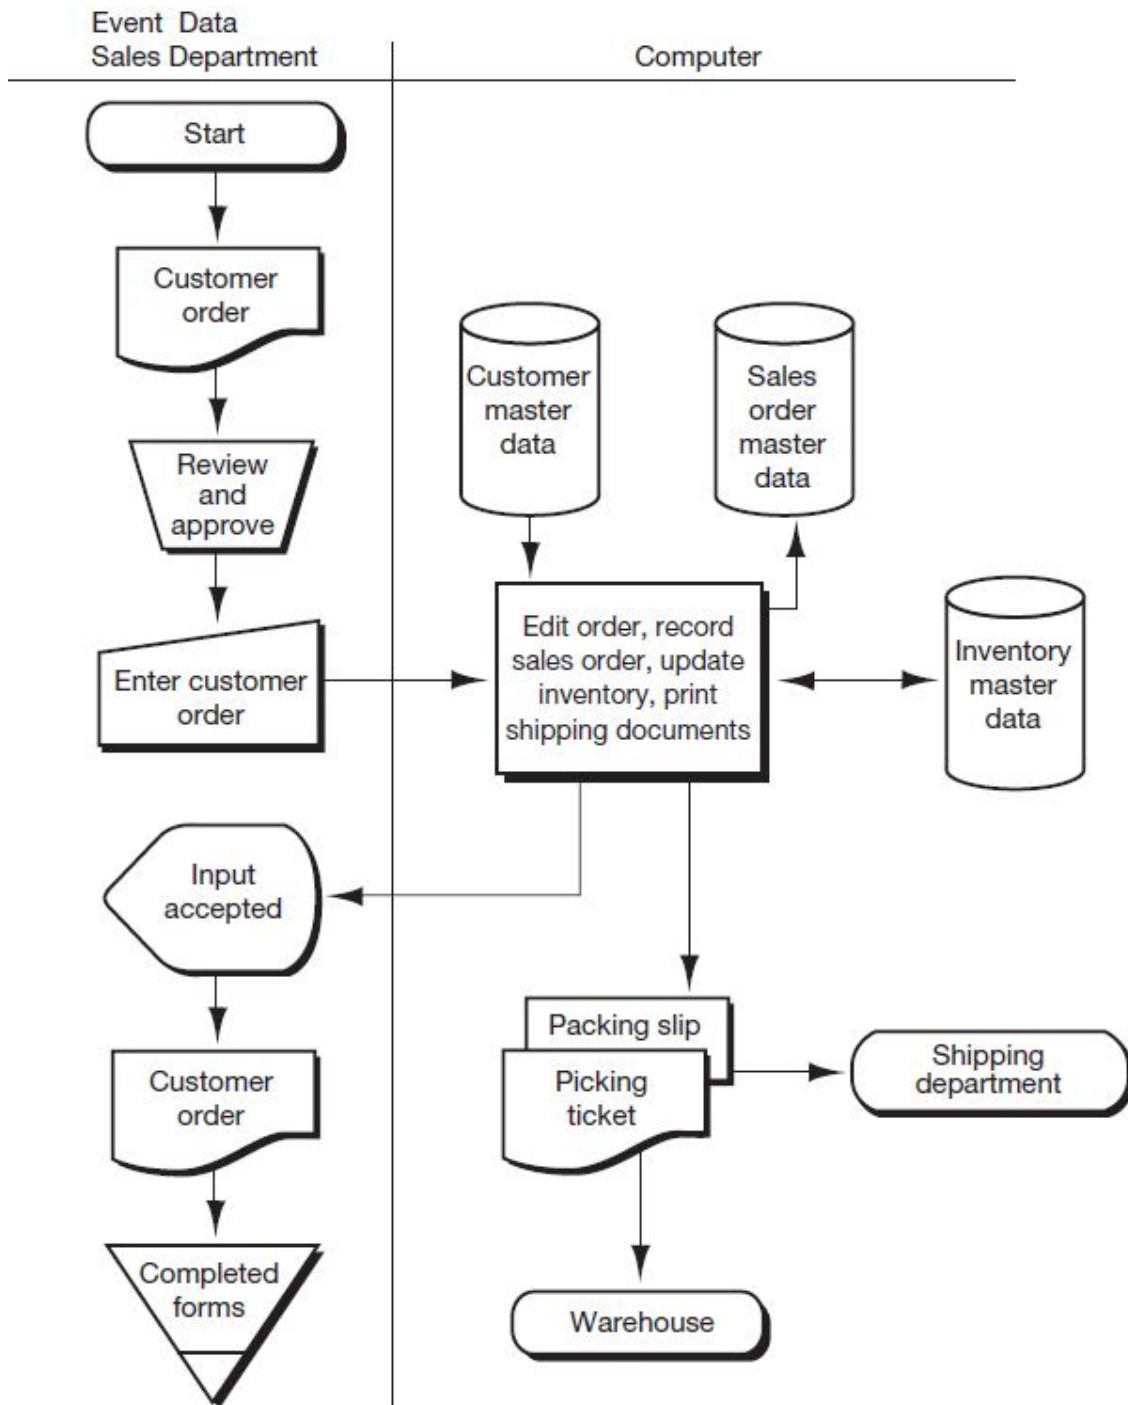 Event Data
Sales Department
Computer
Start
Customer
order
Customer
master
data
Sales
order
master
data
Review
and
approve
Enter customer
order
Edit order, record
sales order, update
inventory, print
shipping documents
Inventory
master
data
Input
accepted
Packing slip
Picking
ticket
Shipping
department
Customer
order
Completed
forms
Warehouse